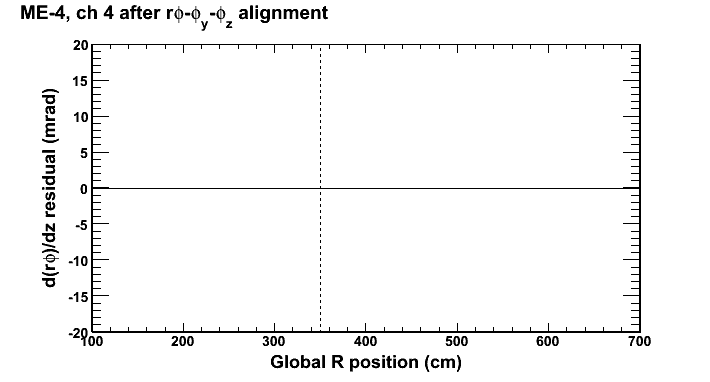 ME-4, ch 4 after rϕ-ϕy-ϕz alignment
d(rϕ)/dz residual (mrad)
20
15
10
5
0
-5
-10
-15
-20
100 200 300 400 500 600 700
Global R position (cm)